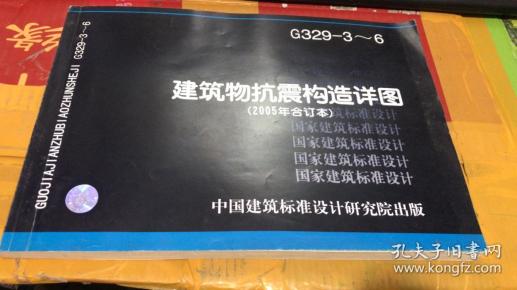 G329-3~6
建筑物抗震构造详图
(2005年合订本)
国家建筑标准设计
国家建筑标准设计
国家建筑标准设计
国家建筑标准设计
中国建筑标准设计研究院出版
GUOJIAJIANZHUBIAOZHUNSHEJI G329-3~6
孔夫子旧书网
www.kongfz.com